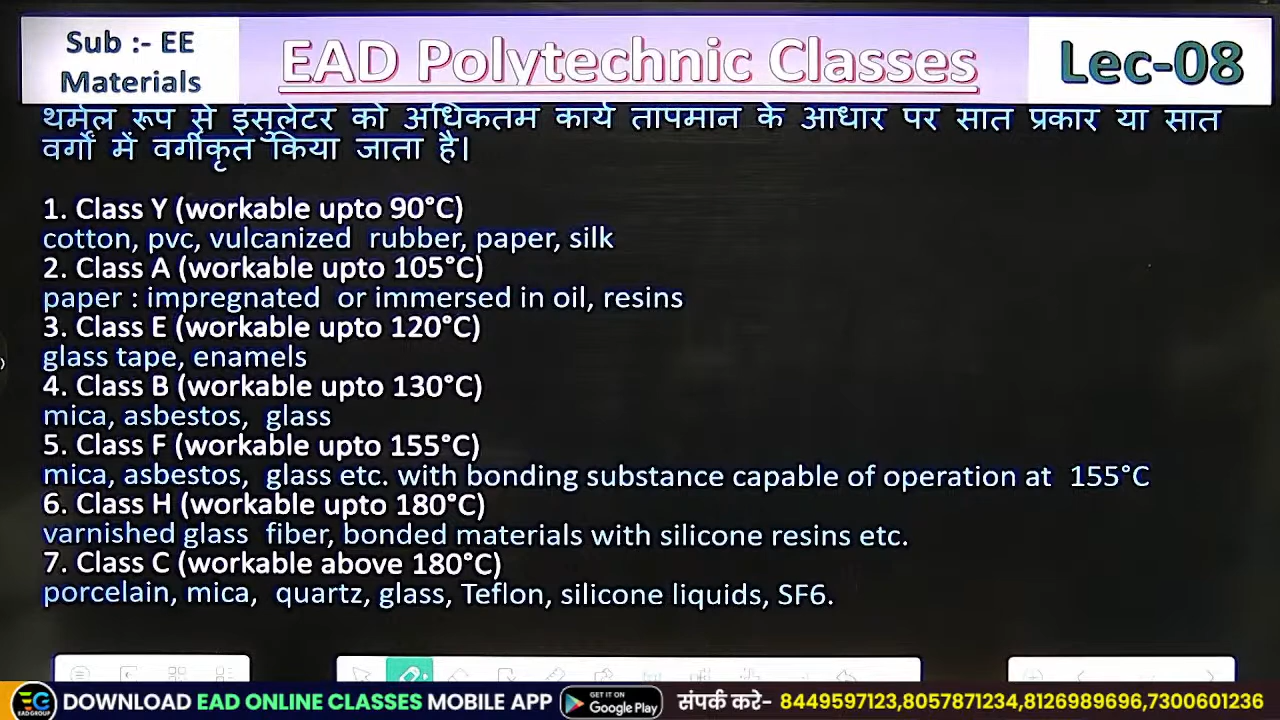 Sub :- EE
Materials
EAD Polytechnic Classes
Lec-08
थर्मल रूप से इंसुलेटर को अधिकतम कार्य तापमान के आधार पर सात प्रकार या सात
वर्गों में वर्गीकृत किया जाता है।
1. Class Y (workable upto 90°C)
cotton, pvc, vulcanized rubber, paper, silk
2. Class A (workable upto 105°C)
paper : impregnated or immersed in oil, resins
3. Class E (workable upto 120°C)
glass tape, enamels
4. Class B (workable upto 130°C)
mica, asbestos, glass
5. Class F (workable upto 155°C)
mica, asbestos, glass etc. with bonding substance capable of operation at 155°C
6. Class H (workable upto 180°C)
varnished glass fiber, bonded materials with silicone resins etc.
7. Class C (workable above 180°C)
porcelain, mica, quartz, glass, Teflon, silicone liquids, SF6.
EG
EAD GROUP
DOWNLOAD EAD ONLINE CLASSES MOBILE APP
GET IT ON
Google Play
संपर्क करे- 8449597123,8057871234,8126989696,7300601236